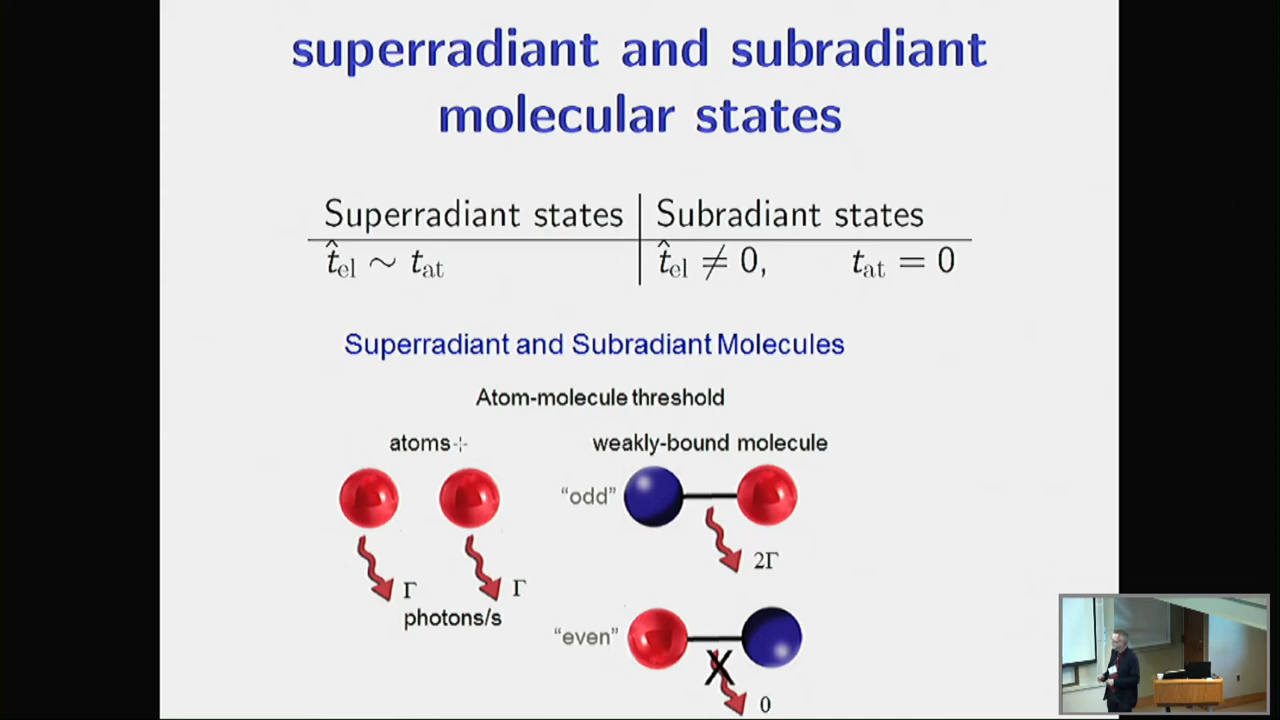 superradiant and subradiant
molecular states
Superradiant states Subradiant states
t̂el ∼ tat t̂el ≠ 0, tat = 0
Superradiant and Subradiant Molecules
Atom-molecule threshold
atoms weakly-bound molecule
"odd"
2Γ
Γ Γ
photons/s
"even"
0